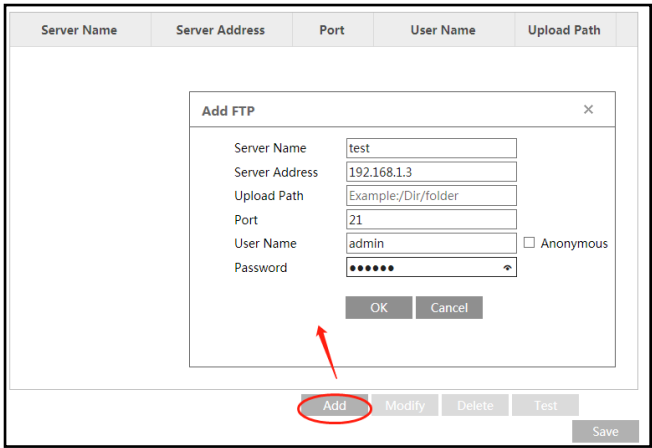 Server Name Server Address Port User Name Upload Path
Add FTP ×
Server Name test
Server Address 192.168.1.3
Upload Path Example:/Dir/folder
Port 21
User Name admin Anonymous
Password ●●●●●●
OK Cancel
Add Modify Delete Test
Save